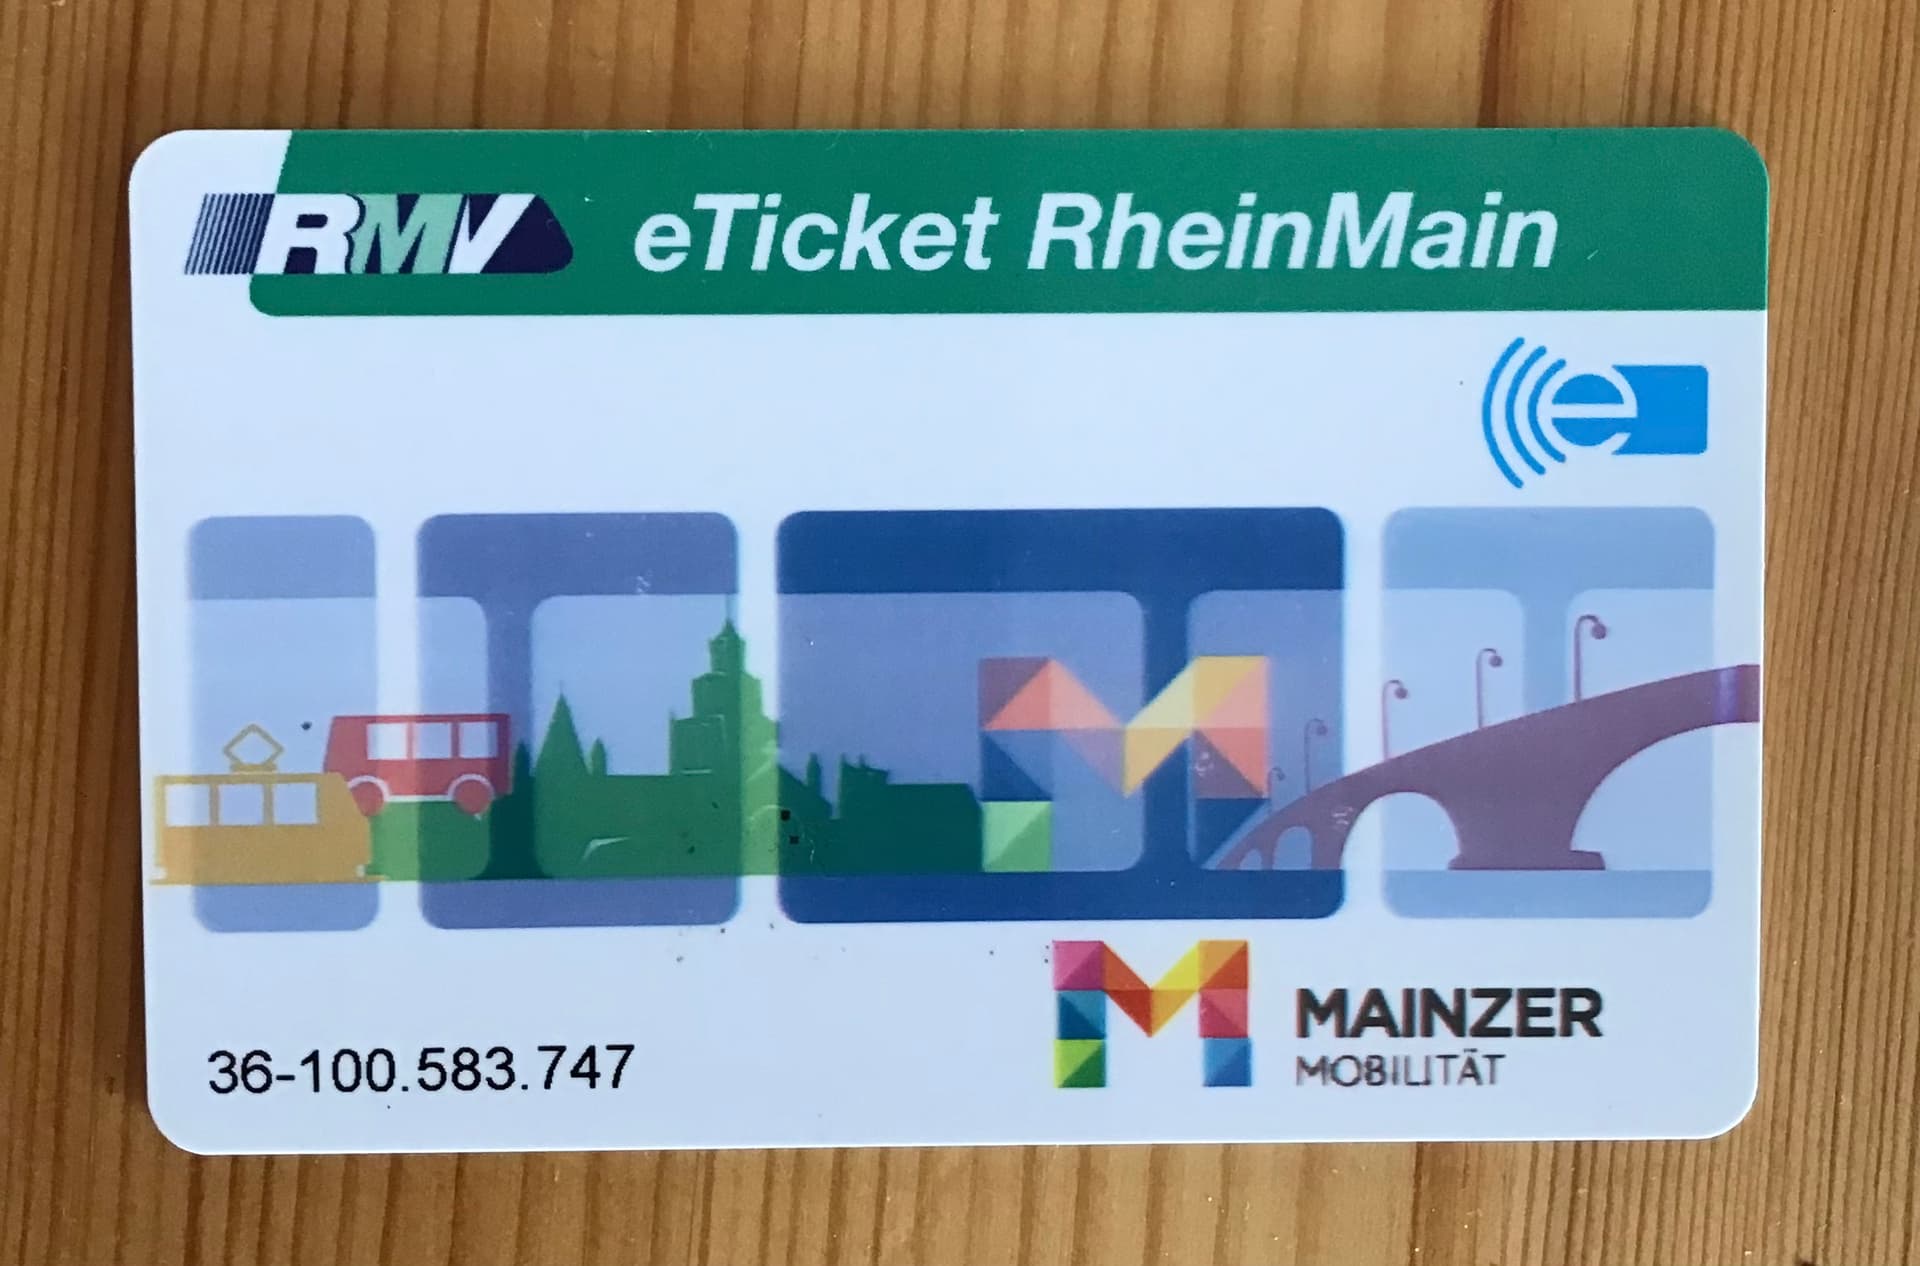 RMV eTicket RheinMain
e
36-100.583.747
MAINZER
MOBILITÄT